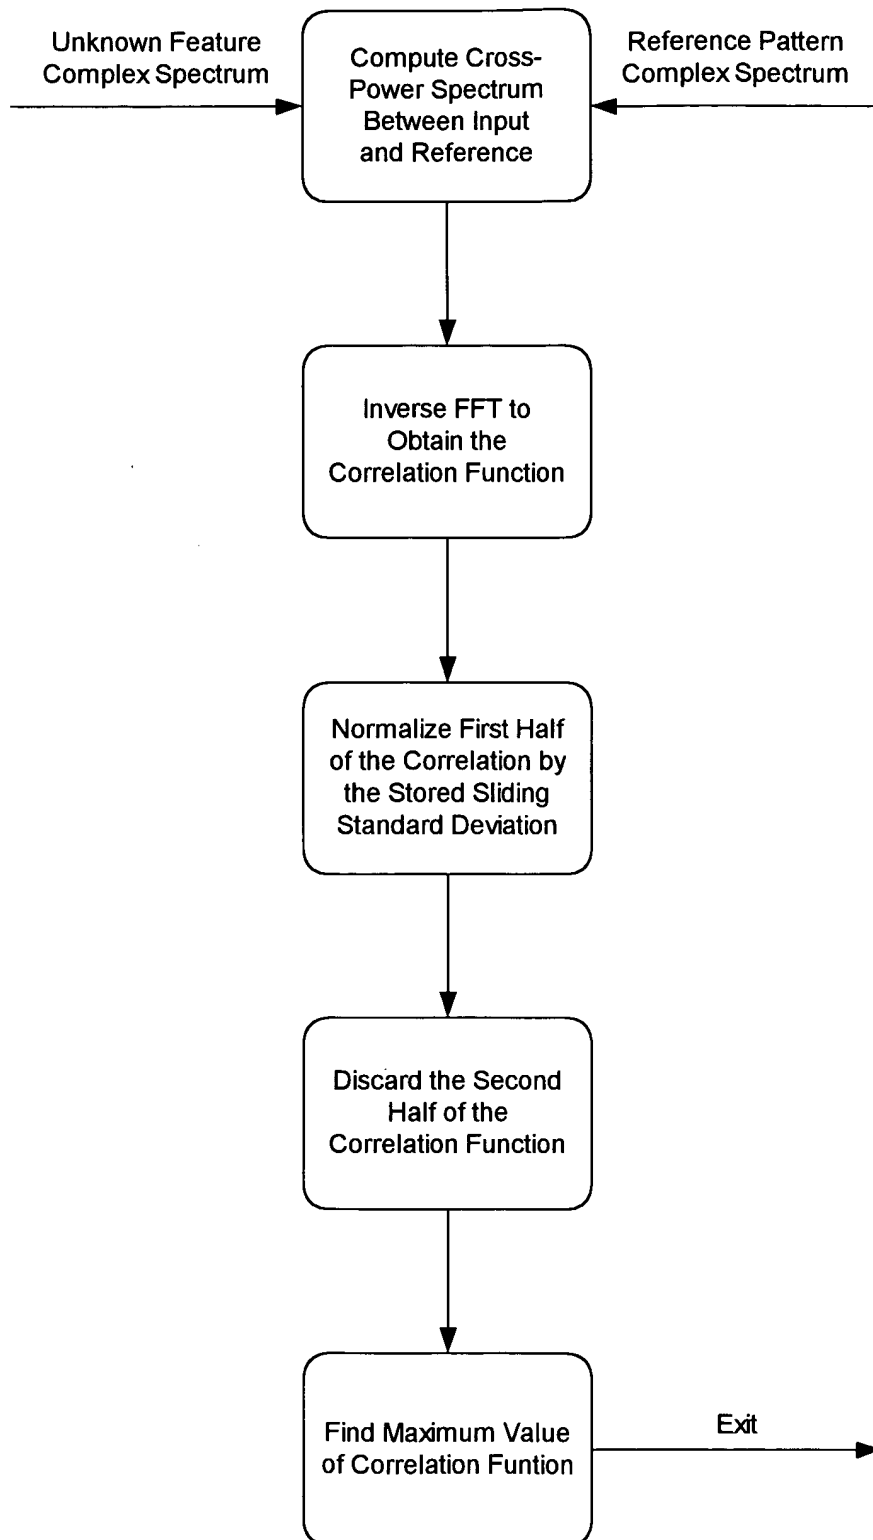 Unknown Feature
Complex Spectrum
Compute Cross-
Power Spectrum
Between Input
and Reference
Reference Pattern
Complex Spectrum
Inverse FFT to
Obtain the
Correlation Function
Normalize First Half
of the Correlation by
the Stored Sliding
Standard Deviation
Discard the Second
Half of the
Correlation Function
Find Maximum Value
of Correlation Funtion
Exit